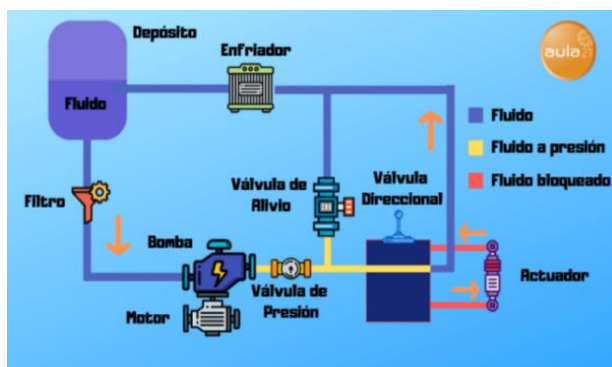 Depósito
Enfriador
aula21
Fluido
Fluido
Fluido a presión
Fluido bloqueado
Válvula de
Alivio
Válvula
Direccional
Filtro
Bomba
Actuador
Válvula de
Presión
Motor